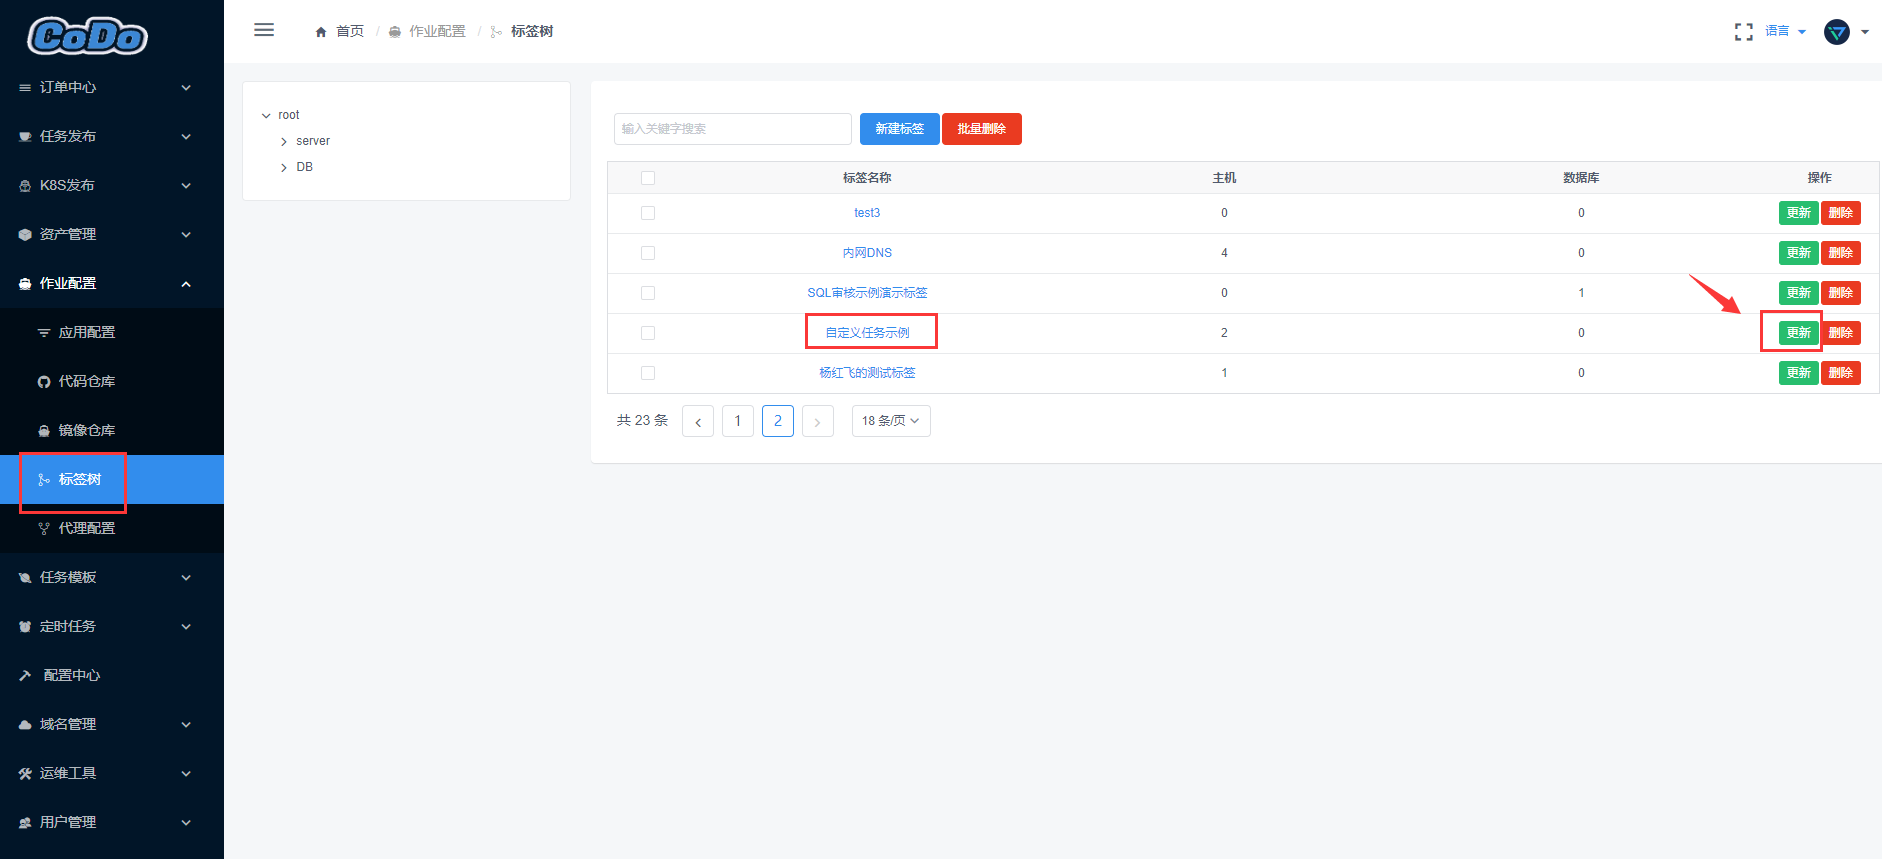 CoDo
首页 / 作业配置 / 标签树
语言
订单中心
任务发布
K8S发布
资产管理
作业配置
应用配置
代码仓库
镜像仓库
标签树
代理配置
任务模板
定时任务
配置中心
域名管理
运维工具
用户管理
root
server
DB
输入关键字搜索 新建标签 批量删除
标签名称 主机 数据库 操作
test3 0 0 更新 删除
内网DNS 4 0 更新 删除
SQL审核示例演示标签 0 1 更新 删除
自定义任务示例 2 0 更新 删除
杨红飞的测试标签 1 0 更新 删除
共 23 条 1 2 18 条/页